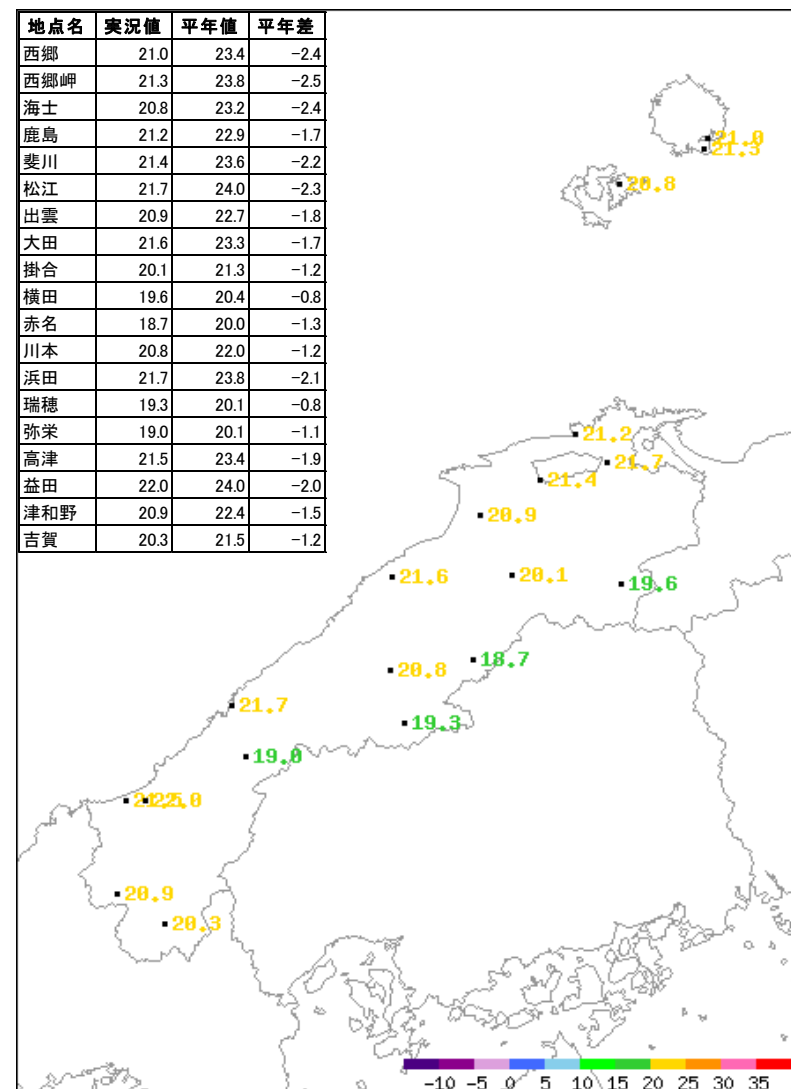 地点名 実況値 平年値 平年差
西郷 21.0 23.4 −2.4
西郷岬 21.3 23.8 −2.5
海士 20.8 23.2 −2.4
鹿島 21.2 22.9 −1.7
斐川 21.4 23.6 −2.2
松江 21.7 24.0 −2.3
出雲 20.9 22.7 −1.8
大田 21.6 23.3 −1.7
掛合 20.1 21.3 −1.2
横田 19.6 20.4 −0.8
赤名 18.7 20.0 −1.3
川本 20.8 22.0 −1.2
浜田 21.7 23.8 −2.1
瑞穂 19.3 20.1 −0.8
弥栄 19.0 20.1 −1.1
高津 21.5 23.4 −1.9
益田 22.0 24.0 −2.0
津和野 20.9 22.4 −1.5
吉賀 20.3 21.5 −1.2
21.0
21.3
20.8
21.2
21.7
21.4
20.9
21.6 20.1 19.6
18.7
20.8
21.7
19.3
19.0
21.5 22.0
20.9
20.3
−10 −5 0 5 10 15 20 25 30 35